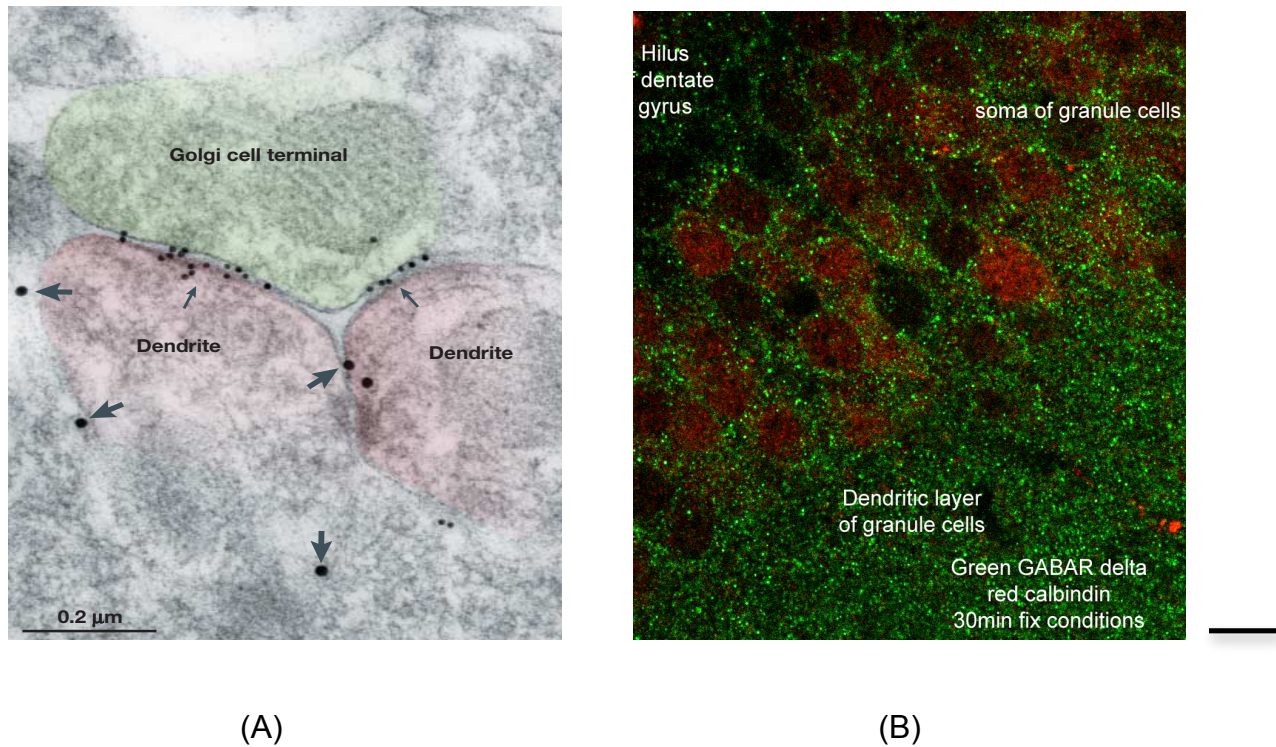 Golgi cell terminal
Dendrite
Dendrite
0.2 μm
Hilus
f dentate
gyrus
soma of granule cells
Dendritic layer
of granule cells
Green GABAR delta
red calbindin
30min fix conditions
(A)
(B)